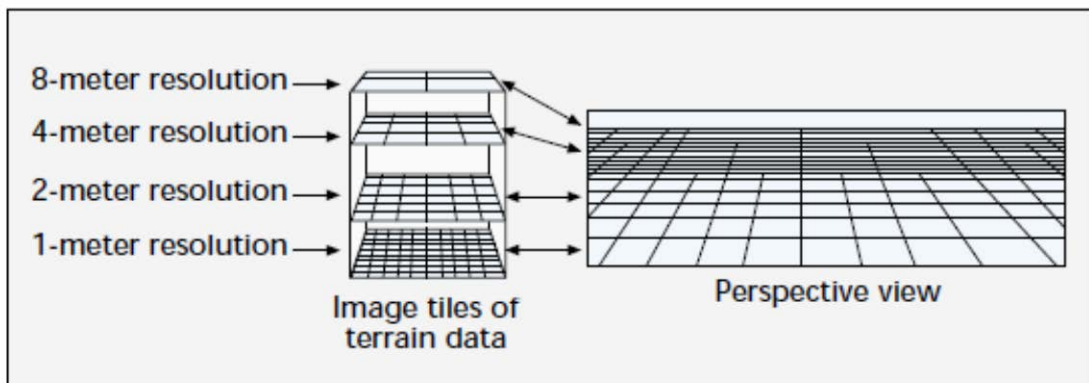 8-meter resolution
4-meter resolution
2-meter resolution
1-meter resolution
Image tiles of
terrain data
Perspective view